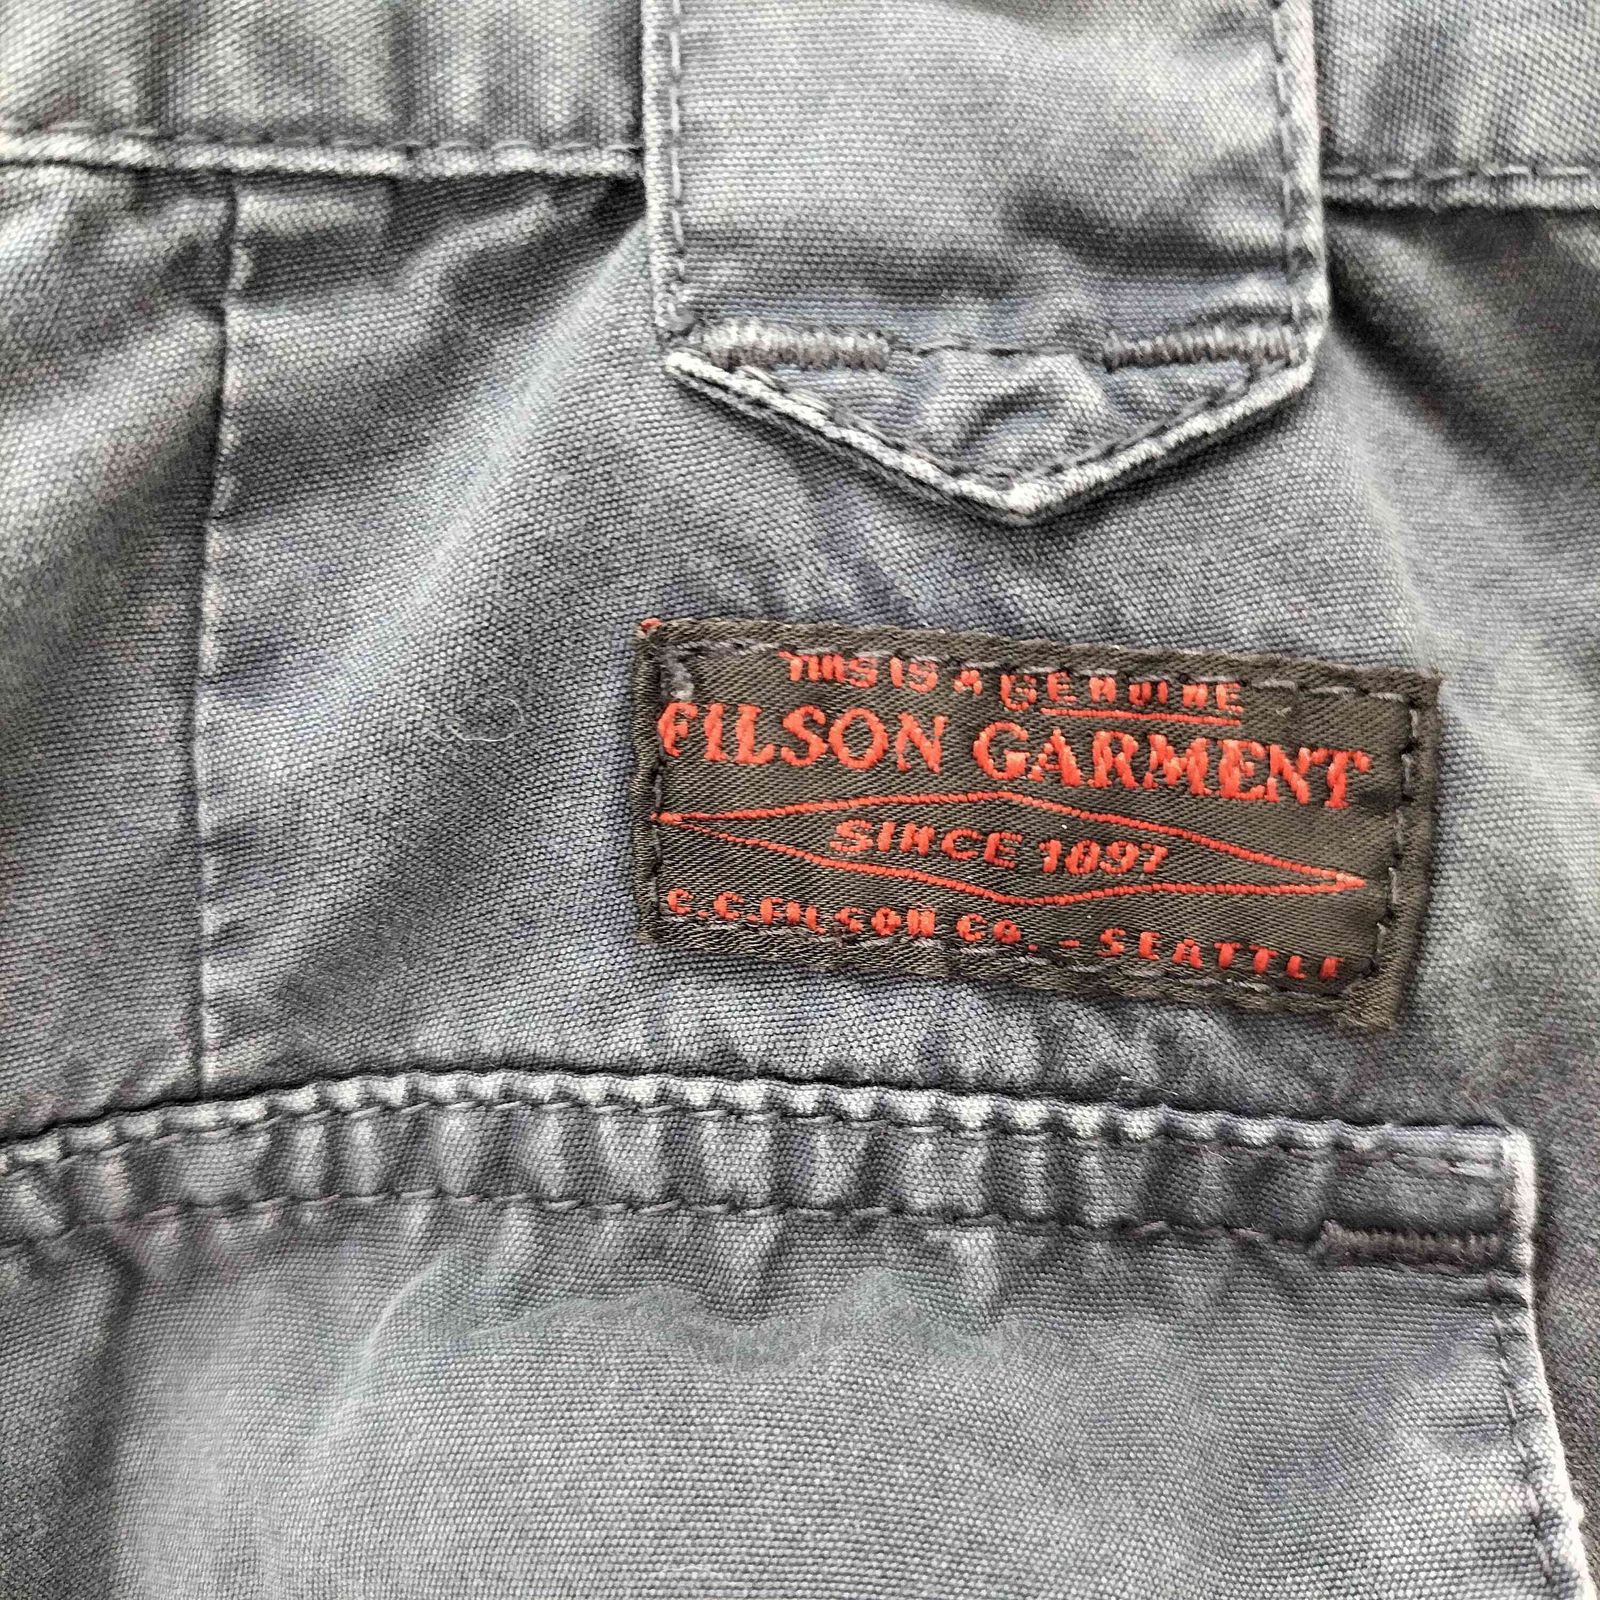 THIS IS A GENUINE
FILSON GARMENT
SINCE 1897
C.C.FILSON CO. - SEATTLE